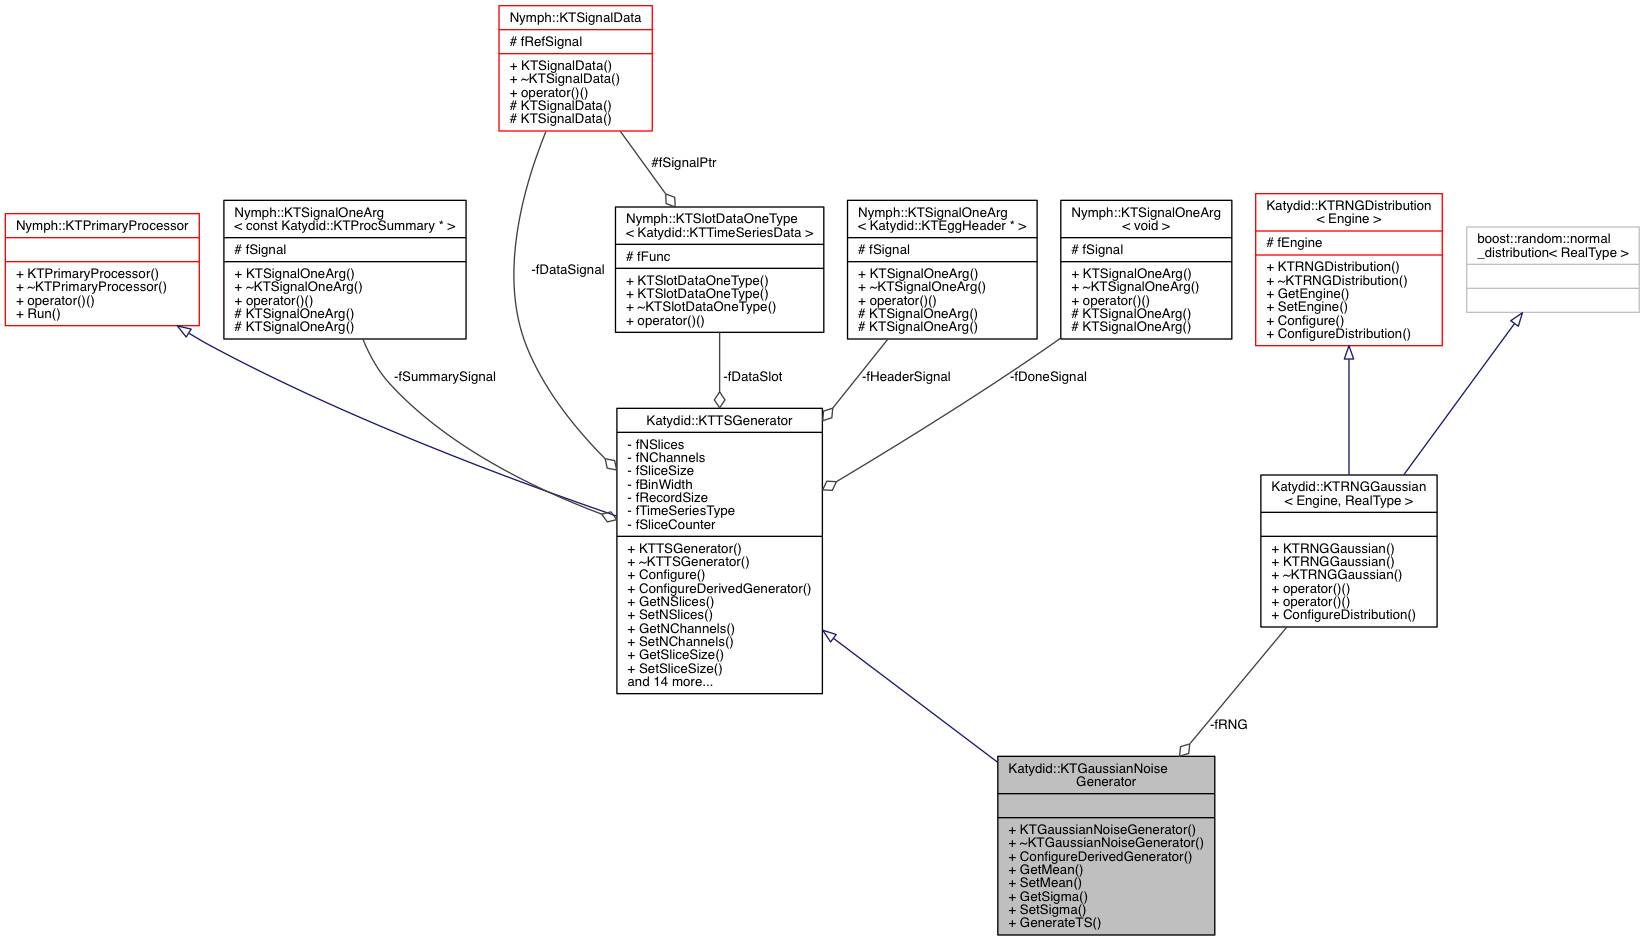 Nymph::KTSignalData
# fRefSignal
+ KTSignalData()
+ ~KTSignalData()
+ operator()()
# KTSignalData()
# KTSignalData()
#fSignalPtr
Nymph::KTPrimaryProcessor
+ KTPrimaryProcessor()
+ ~KTPrimaryProcessor()
+ operator()()
+ Run()
Nymph::KTSignalOneArg
< const Katydid::KTProcSummary * >
# fSignal
+ KTSignalOneArg()
+ ~KTSignalOneArg()
+ operator()()
# KTSignalOneArg()
# KTSignalOneArg()
-fDataSignal
Nymph::KTSlotDataOneType
< Katydid::KTTimeSeriesData >
# fFunc
+ KTSlotDataOneType()
+ KTSlotDataOneType()
+ ~KTSlotDataOneType()
+ operator()()
Nymph::KTSignalOneArg
< Katydid::KTEggHeader * >
# fSignal
+ KTSignalOneArg()
+ ~KTSignalOneArg()
+ operator()()
# KTSignalOneArg()
# KTSignalOneArg()
Nymph::KTSignalOneArg
< void >
# fSignal
+ KTSignalOneArg()
+ ~KTSignalOneArg()
+ operator()()
# KTSignalOneArg()
# KTSignalOneArg()
Katydid::KTRNGDistribution
< Engine >
# fEngine
+ KTRNGDistribution()
+ ~KTRNGDistribution()
+ GetEngine()
+ SetEngine()
+ Configure()
+ ConfigureDistribution()
boost::random::normal
_distribution< RealType >
-fSummarySignal
-fDataSlot
-fHeaderSignal
-fDoneSignal
Katydid::KTTSGenerator
- fNSlices
- fNChannels
- fSliceSize
- fBinWidth
- fRecordSize
- fTimeSeriesType
- fSliceCounter
+ KTTSGenerator()
+ ~KTTSGenerator()
+ Configure()
+ ConfigureDerivedGenerator()
+ GetNSlices()
+ SetNSlices()
+ GetNChannels()
+ SetNChannels()
+ GetSliceSize()
+ SetSliceSize()
and 14 more...
Katydid::KTRNGGaussian
< Engine, RealType >
+ KTRNGGaussian()
+ KTRNGGaussian()
+ ~KTRNGGaussian()
+ operator()()
+ operator()()
+ ConfigureDistribution()
-fRNG
Katydid::KTGaussianNoise
Generator
+ KTGaussianNoiseGenerator()
+ ~KTGaussianNoiseGenerator()
+ ConfigureDerivedGenerator()
+ GetMean()
+ SetMean()
+ GetSigma()
+ SetSigma()
+ GenerateTS()